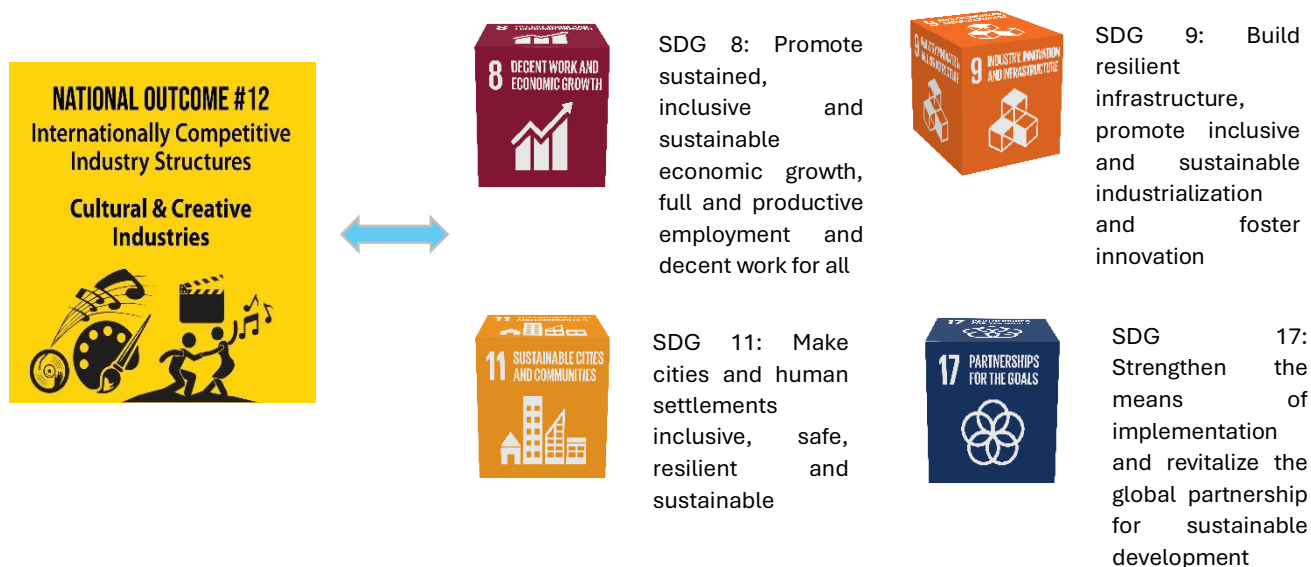 NATIONAL OUTCOME #12
Internationally Competitive
Industry Structures
Cultural & Creative
Industries
8 DECENT WORK AND
ECONOMIC GROWTH
SDG 8: Promote
sustained,
inclusive and
sustainable
economic growth,
full and productive
employment and
decent work for all
9 INDUSTRY, INNOVATION
AND INFRASTRUCTURE
SDG 9: Build
resilient
infrastructure,
promote inclusive
and sustainable
industrialization
and foster
innovation
11 SUSTAINABLE CITIES
AND COMMUNITIES
SDG 11: Make
cities and human
settlements
inclusive, safe,
resilient and
sustainable
17 PARTNERSHIPS
FOR THE GOALS
SDG 17:
Strengthen the
means of
implementation
and revitalize the
global partnership
for sustainable
development